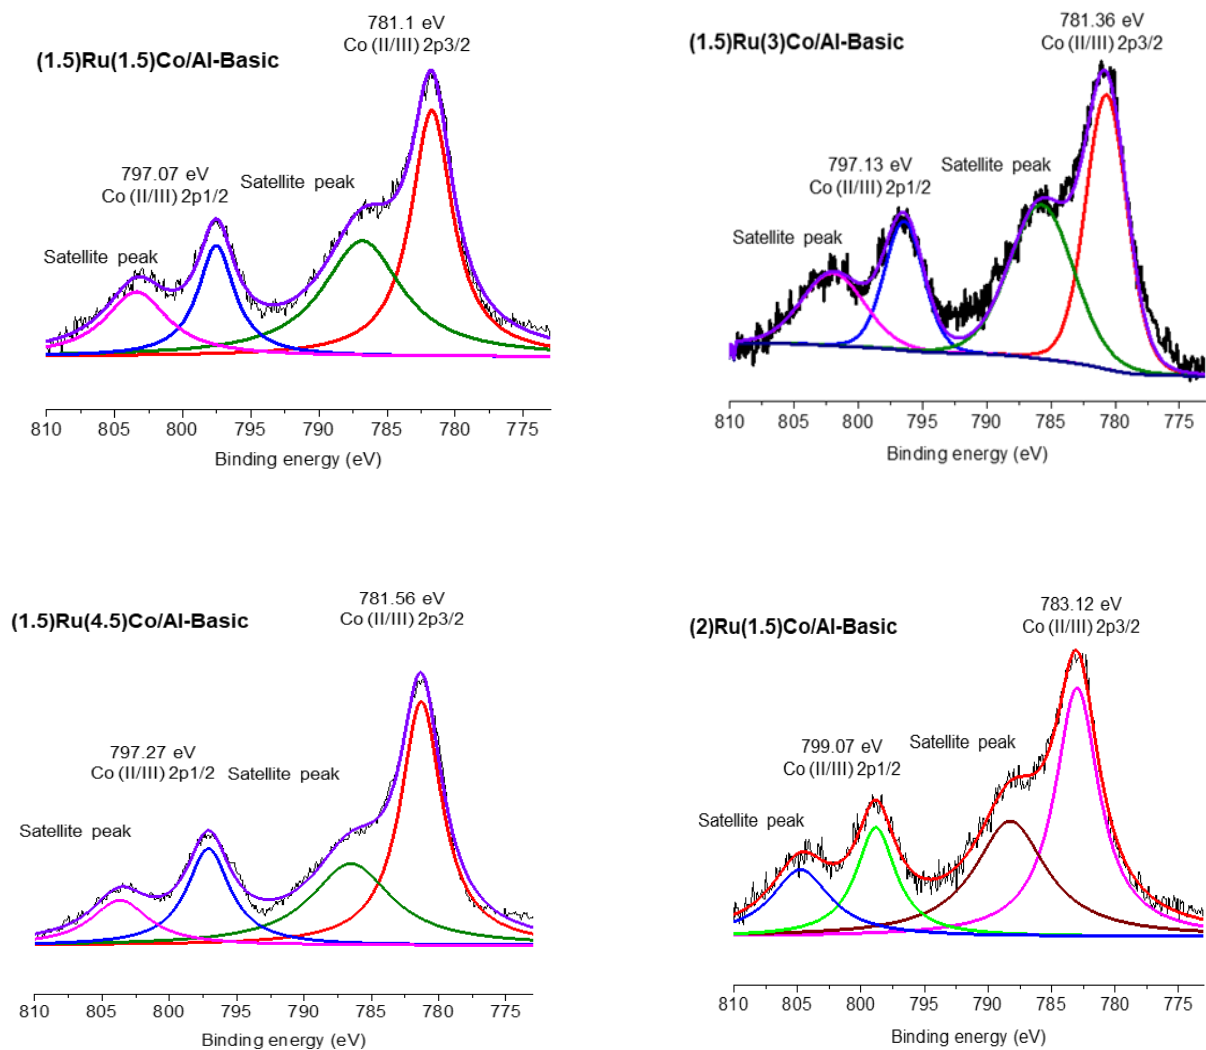 (1.5)Ru(1.5)Co/Al-Basic
781.1 eV
Co (II/III) 2p3/2
797.07 eV
Co (II/III) 2p1/2
Satellite peak
Satellite peak
810 805 800 795 790 785 780 775
Binding energy (eV)
(1.5)Ru(3)Co/Al-Basic
781.36 eV
Co (II/III) 2p3/2
797.13 eV
Co (II/III) 2p1/2
Satellite peak
Satellite peak
810 805 800 795 790 785 780 775
Binding energy (eV)
(1.5)Ru(4.5)Co/Al-Basic
781.56 eV
Co (II/III) 2p3/2
797.27 eV
Co (II/III) 2p1/2
Satellite peak
Satellite peak
810 805 800 795 790 785 780 775
Binding energy (eV)
(2)Ru(1.5)Co/Al-Basic
783.12 eV
Co (II/III) 2p3/2
799.07 eV
Co (II/III) 2p1/2
Satellite peak
Satellite peak
810 805 800 795 790 785 780 775
Binding energy (eV)